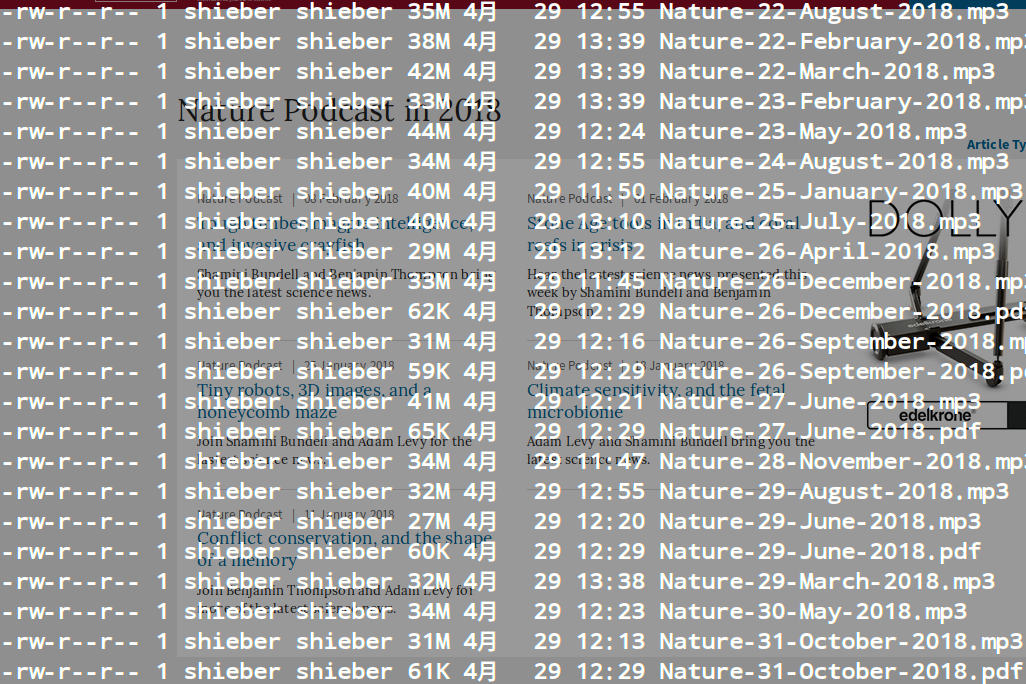 -rw-r--r-- 1 shieber shieber 35M 4月 29 12:55 Nature-22-August-2018.mp3
-rw-r--r-- 1 shieber shieber 38M 4月 29 13:39 Nature-22-February-2018.mp3
-rw-r--r-- 1 shieber shieber 42M 4月 29 13:39 Nature-22-March-2018.mp3
-rw-r--r-- 1 shieber shieber 33M 4月 29 13:39 Nature-23-February-2018.mp3
Nature Podcast in 2018
-rw-r--r-- 1 shieber shieber 44M 4月 29 12:24 Nature-23-May-2018.mp3
Article Ty
-rw-r--r-- 1 shieber shieber 34M 4月 29 12:55 Nature-24-August-2018.mp3
-rw-r--r-- 1 shieber shieber 40M 4月 29 11:50 Nature-25-January-2018.mp3
Nature Podcast | 08 February 2018
Nature Podcast | 01 February 2018
DOLLY
-rw-r--r-- 1 shieber shieber 4 4月 29 Nature-25-July-2018.mp3
intelligence,
and invasive crayfish
Stone Age tools
reefs in crisis
-rw-r--r-- 1 shieber shieber 29M 4月 29 13:12 Nature-26-April-2018.mp3
-rw-r--r-- 1 shieber shieber 33M 4月 29 11:45 Nature-26-December-2018.mp3
Shamini Bundell and Benjamin Thompson bring
you the latest science news.
Hear the lastest science news, presented this
week by Shamini Bundell and Benjamin
Thompson.
-rw-r--r-- 1 shieber shieber 62K 4月 29 12:29 Nature-26-December-2018.pdf
-rw-r--r-- 1 shieber shieber 31M 4月 29 12:16 Nature-26-September-2018.mp
-rw-r--r-- 1 shieber shieber 59K 4月 29 12:29 Nature-26-September-2018.pd
Nature Podcast | 25 January 2018
Nature Podcast | 18 January 2018
Tiny robots, 3D images, and a
honeycomb maze
Climate sensitivity, and the fetal
microbiome
-rw-r--r-- 1 shieber shieber 41M 4月 29 12:21 Nature-27-June-2018.mp3
edelkrone
-rw-r--r-- 1 shieber shieber 65K 4月 29 12:29 Nature-27-June-2018.pdf
Join Shamini Bundell and Adam Levy for the
lastest science news.
Adam Levy and Shamini Bundell bring you the
latest science news.
-rw-r--r-- 1 shieber shieber 34M 4月 29 11:47 Nature-28-November-2018.mp3
-rw-r--r-- 1 shieber shieber 32M 4月 29 12:55 Nature-29-August-2018.mp3
-rw-r--r-- 1 shieber shieber 27M 4月 29 12:20 Nature-29-June-2018.mp3
Nature Podcast | 11 January 2018
Conflict conservation, and the shape
of a memory
-rw-r--r-- 1 shieber shieber 60K 4月 29 12:29 Nature-29-June-2018.pdf
-rw-r--r-- 1 shieber shieber 32M 4月 29 13:38 Nature-29-March-2018.mp3
Join Benjamin Thompson and Adam Levy for
more of the latest science news.
-rw-r--r-- 1 shieber shieber 34M 4月 29 12:23 Nature-30-May-2018.mp3
-rw-r--r-- 1 shieber shieber 31M 4月 29 12:13 Nature-31-October-2018.mp3
-rw-r--r-- 1 shieber shieber 61K 4月 29 12:29 Nature-31-October-2018.pdf